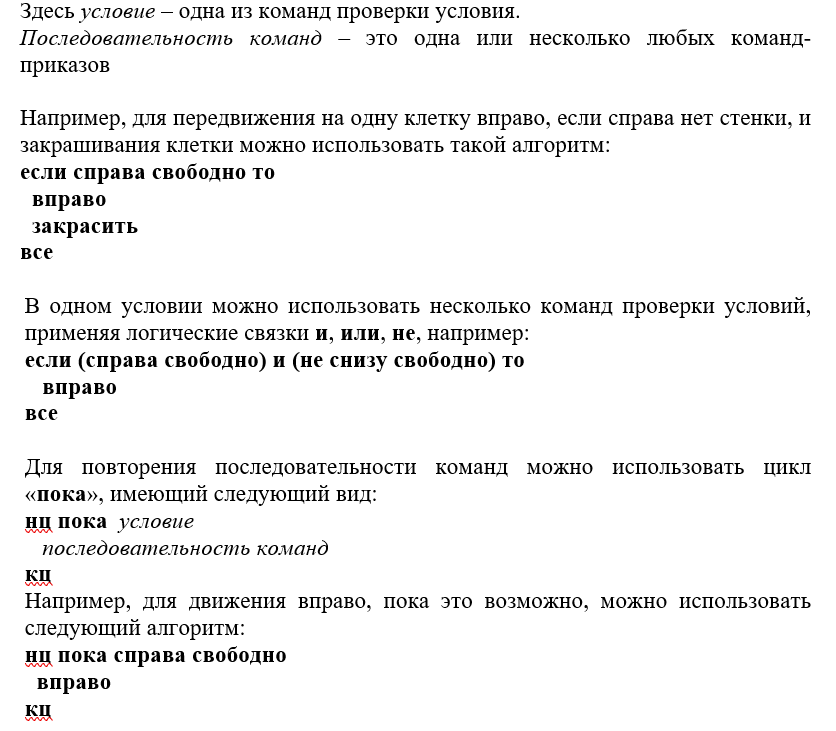 Здесь условие – одна из команд проверки условия.
Последовательность команд – это одна или несколько любых команд-
приказов
Например, для передвижения на одну клетку вправо, если справа нет стенки, и
закрашивания клетки можно использовать такой алгоритм:
если справа свободно то
вправо
закрасить
все
В одном условии можно использовать несколько команд проверки условий,
применяя логические связки и, или, не, например:
если (справа свободно) и (не снизу свободно) то
вправо
все
Для повторения последовательности команд можно использовать цикл
«пока», имеющий следующий вид:
нц пока условие
последовательность команд
кц
Например, для движения вправо, пока это возможно, можно использовать
следующий алгоритм:
нц пока справа свободно
вправо
кц